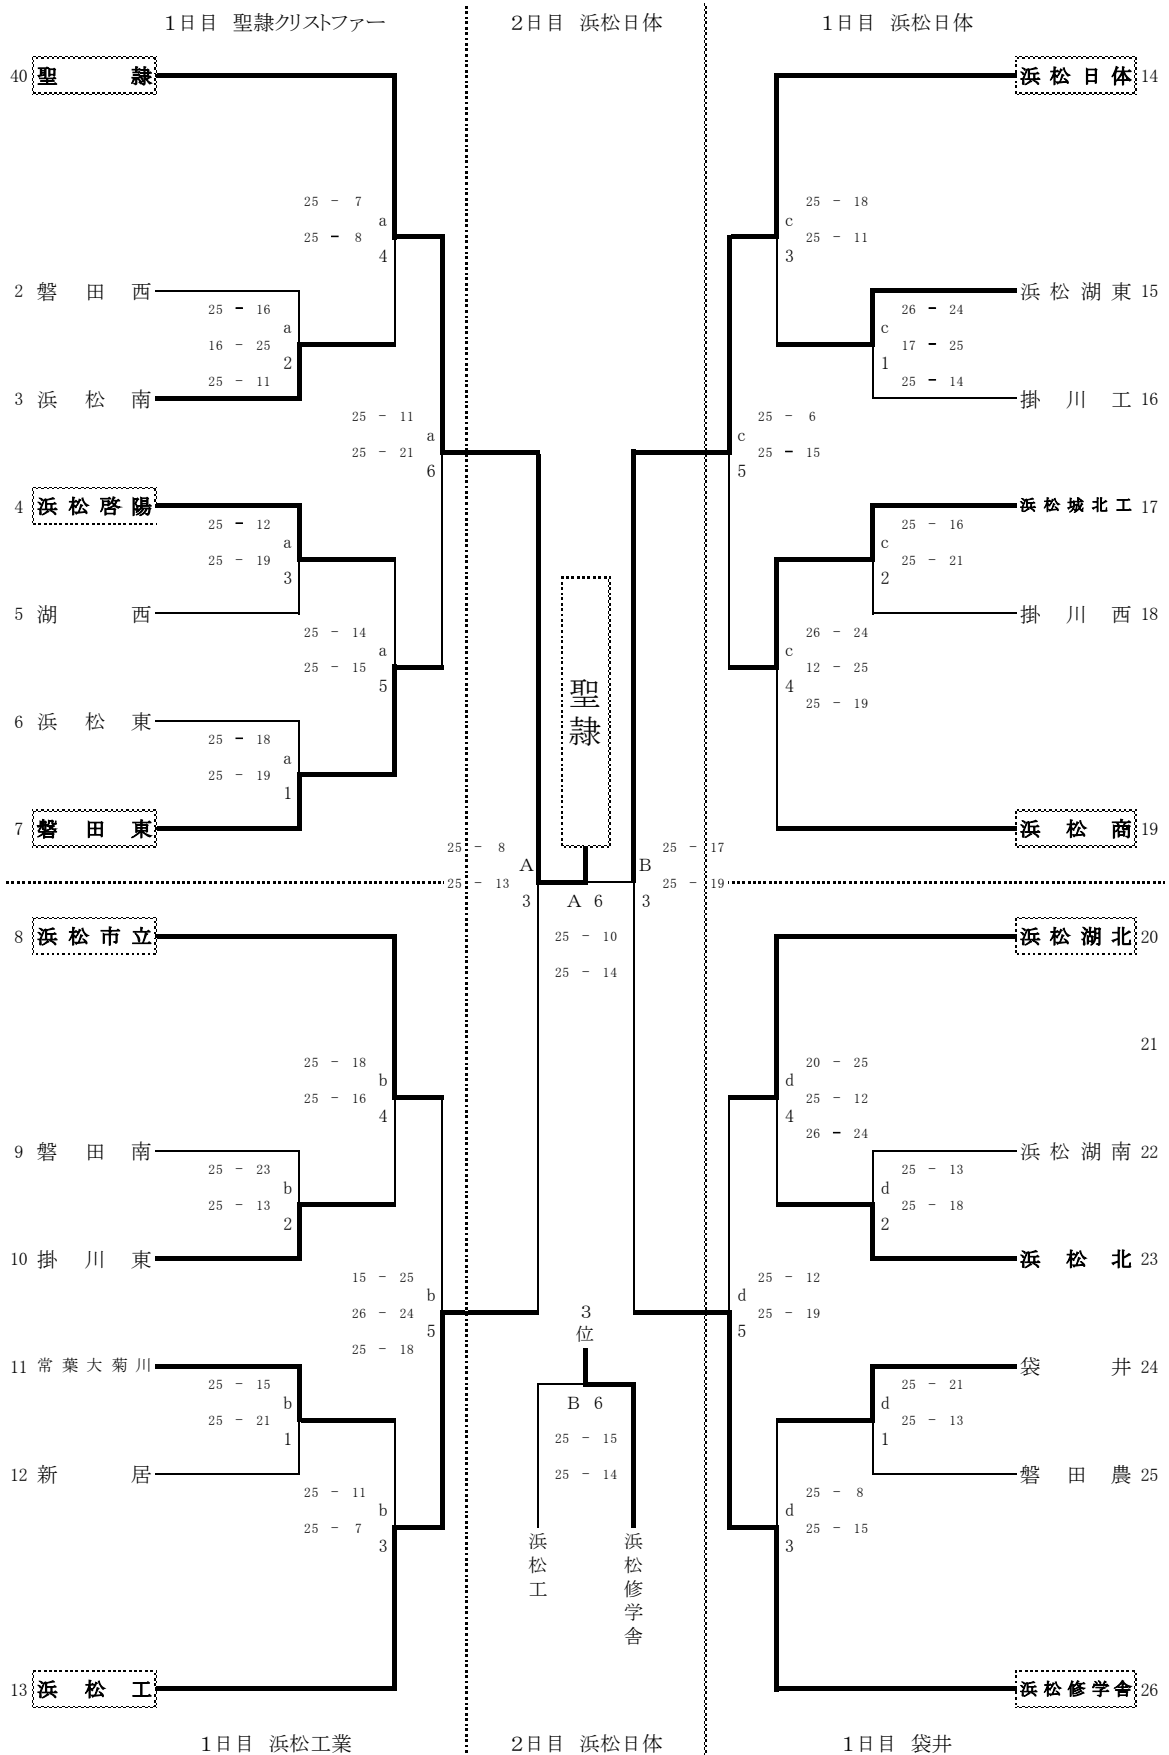 1日目 聖隷クリストファー
2日目 浜松日体
1日目 浜松日体
40 聖隷
浜松日体 14
25 - 7
a
25 - 8
4
25 - 18
c
25 - 11
3
2 磐田西
浜松湖東 15
25 - 16
a
16 - 25
2
25 - 11
26 - 24
c
17 - 25
1
25 - 14
3 浜松南
掛川工 16
25 - 11
a
25 - 21
6
25 - 6
c
25 - 15
5
4 浜松啓陽
浜松城北工 17
25 - 12
a
25 - 19
3
25 - 16
c
25 - 21
2
5 湖西
掛川西 18
25 - 14
a
25 - 15
5
26 - 24
c
12 - 25
4
25 - 19
聖隷
6 浜松東
25 - 18
a
25 - 19
1
7 磐田東
浜松商 19
25 - 8
A
25 - 13
3
25 - 17
B
25 - 19
3
A 6
25 - 10
25 - 14
8 浜松市立
浜松湖北 20
21
25 - 18
b
25 - 16
4
20 - 25
d
25 - 12
4
26 - 24
9 磐田南
浜松湖南 22
25 - 23
b
25 - 13
2
25 - 13
d
25 - 18
2
10 掛川東
浜松北 23
15 - 25
b
26 - 24
5
25 - 18
25 - 12
d
25 - 19
5
3位
11 常葉大菊川
袋井 24
25 - 15
b
25 - 21
1
B 6
25 - 15
25 - 14
25 - 21
d
25 - 13
1
12 新居
磐田農 25
25 - 11
b
25 - 7
3
25 - 8
d
25 - 15
3
浜松工
浜松修学舎
13 浜松工
浜松修学舎 26
1日目 浜松工業
2日目 浜松日体
1日目 袋井